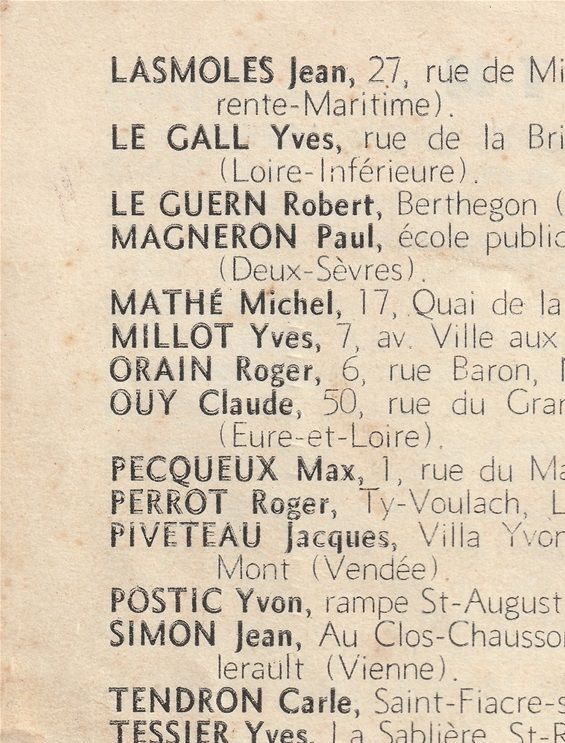 LASMOLES Jean, 27, rue de Mi
rente-Maritime).
LE GALL Yves, rue de la Bri
(Loire-Inférieure).
LE GUERN Robert, Berthegon (
MAGNERON Paul, école public
(Deux-Sèvres).
MATHÉ Michel, 17, Quai de la
MILLOT Yves, 7, av. Ville aux
ORAIN Roger, 6, rue Baron, N
OUY Claude, 50, rue du Gran
(Eure-et-Loire).
PECQUEUX Max, 1, rue du Ma
PERROT Roger, Ty-Voulach, L
PIVETEAU Jacques, Villa Yvon
Mont (Vendée).
POSTIC Yvon, rampe St-August
SIMON Jean, Au Clos-Chausso
lerault (Vienne).
TENDRON Carle, Saint-Fiacre-s
TESSIER Yves, La Sablière, St-R